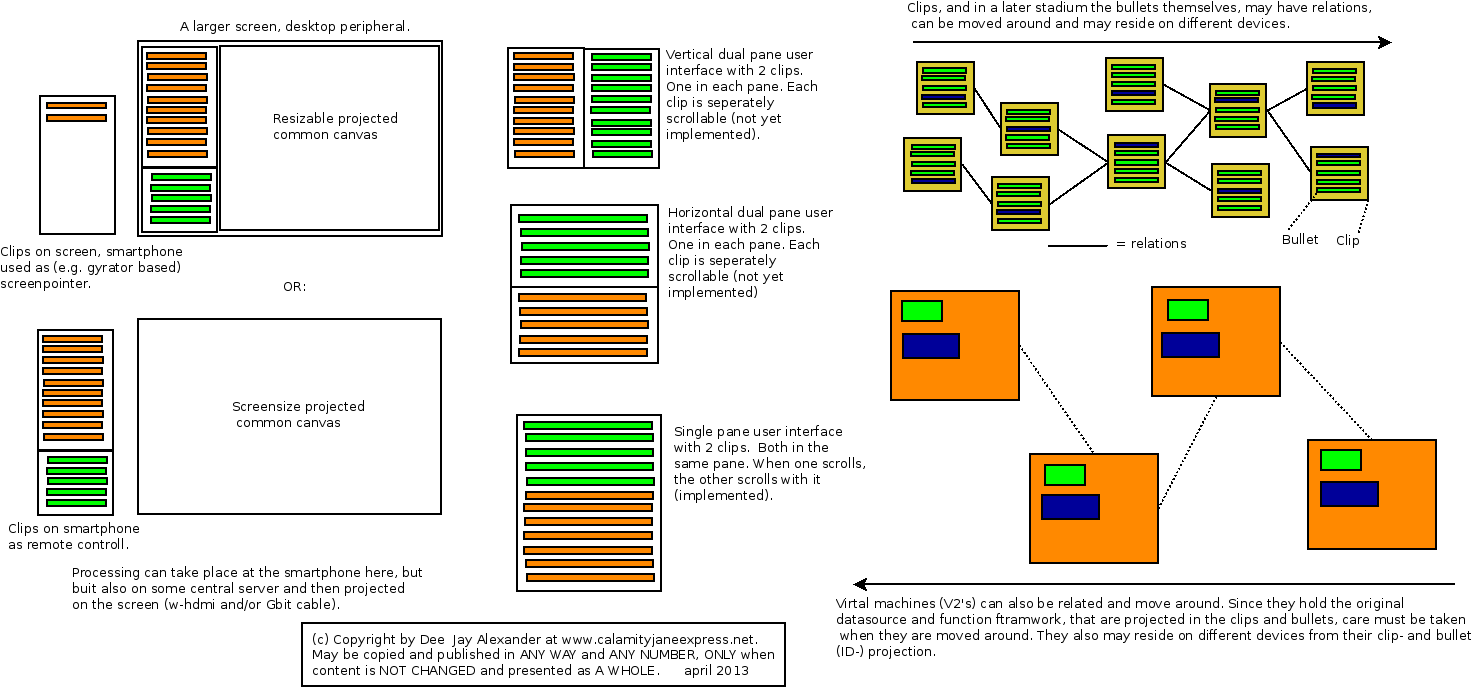 A larger screen, desktop peripheral.
Resizable projected
common canvas
Clips on screen, smartphone
used as (e.g. gyrator based)
screenpointer.
OR:
Screensize projected
common canvas
Clips on smartphone
as remote controll.
Processing can take place at the smartphone here, but
buit also on some central server and then projected
on the screen (w-hdmi and/or Gbit cable).
Vertical dual pane user
interface with 2 clips.
One in each pane. Each
clip is seperately
scrollable (not yet
implemented).
Horizontal dual pane user
interface with 2 clips.
One in each pane. Each
clip is seperately
scrollable (not yet
implemented)
Single pane user interface
with 2 clips. Both in the
same pane. When one scrolls,
the other scrolls with it
(implemented).
Clips, and in a later stadium the bullets themselves, may have relations,
can be moved around and may reside on different devices.
Bullet
Clip
= relations
Virtal machines (V2's) can also be related and move around. Since they hold the original
datasource and function ftramwork, that are projected in the clips and bullets, care must be taken
when they are moved around. They also may reside on different devices from their clip- and bullet
(ID-) projection.
(c) Copyright by Dee Jay Alexander at www.calamityjaneexpress.net.
May be copied and published in ANY WAY and ANY NUMBER, ONLY when
content is NOT CHANGED and presented as A WHOLE. april 2013